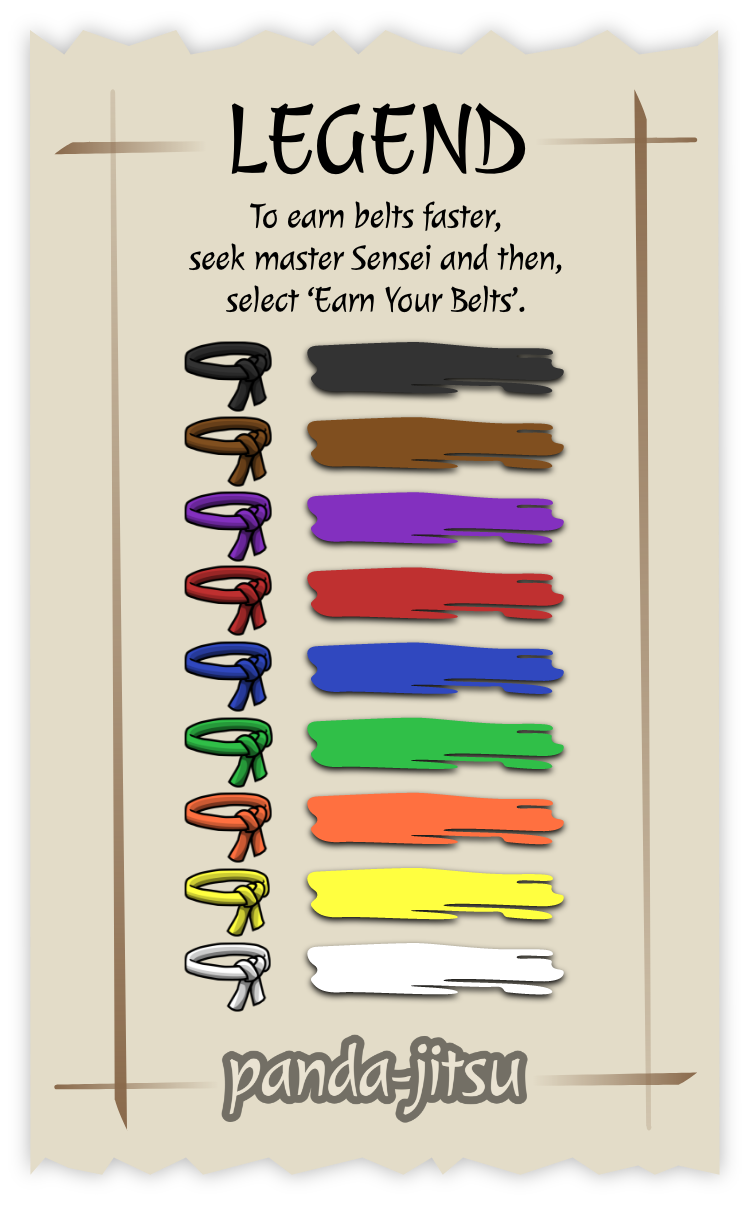 LEGEND
To earn belts faster,
seek master Sensei and then,
select ‘Earn Your Belts’.
panda-jitsu